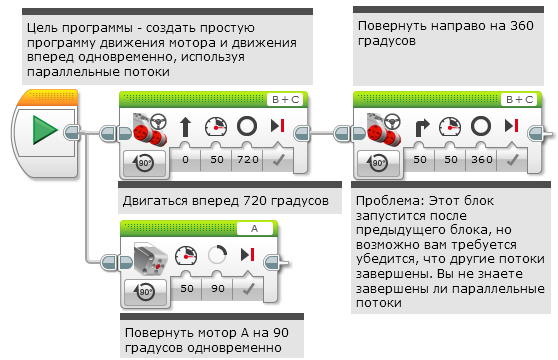 Цель программы - создать простую
программу движения мотора и движения
вперед одновременно, используя
параллельные потоки
Повернуть направо на 360
градусов
B + C
90°
0 50 720
B + C
90°
50 50 360
Двигаться вперед 720 градусов
A
90°
50 90
Повернуть мотор А на 90
градусов одновременно
Проблема: Этот блок
запустится после
предыдущего блока, но
возможно вам требуется
убедится, что другие потоки
завершены. Вы не знаете
завершены ли параллельные
потоки